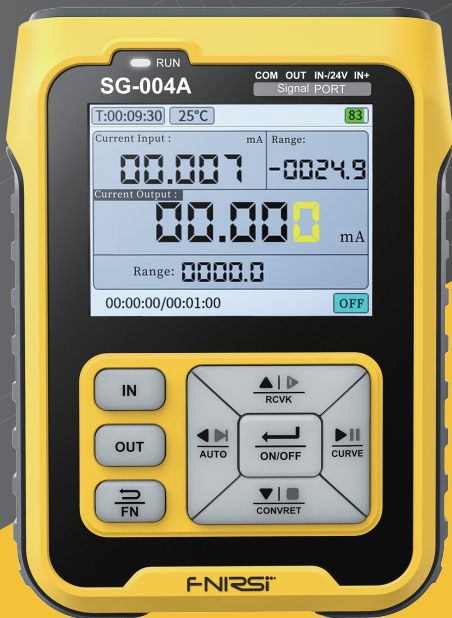 RUN
SG-004A
COM OUT IN-/24V IN+
Signal PORT
T:00:09:30 25°C 83
Current Input : mA Range:
00.007 -0024.9
Current Output :
00.000 mA
Range: 0000.0
00:00:00/00:01:00 OFF
IN
RCVK
OUT
AUTO
ON/OFF
CURVE
FN
CONVRET
FNIRSI